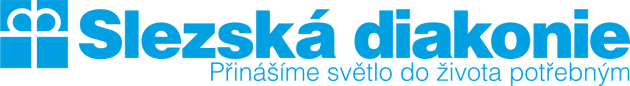 Slezská diakonie
Přinášíme světlo do života potřebným